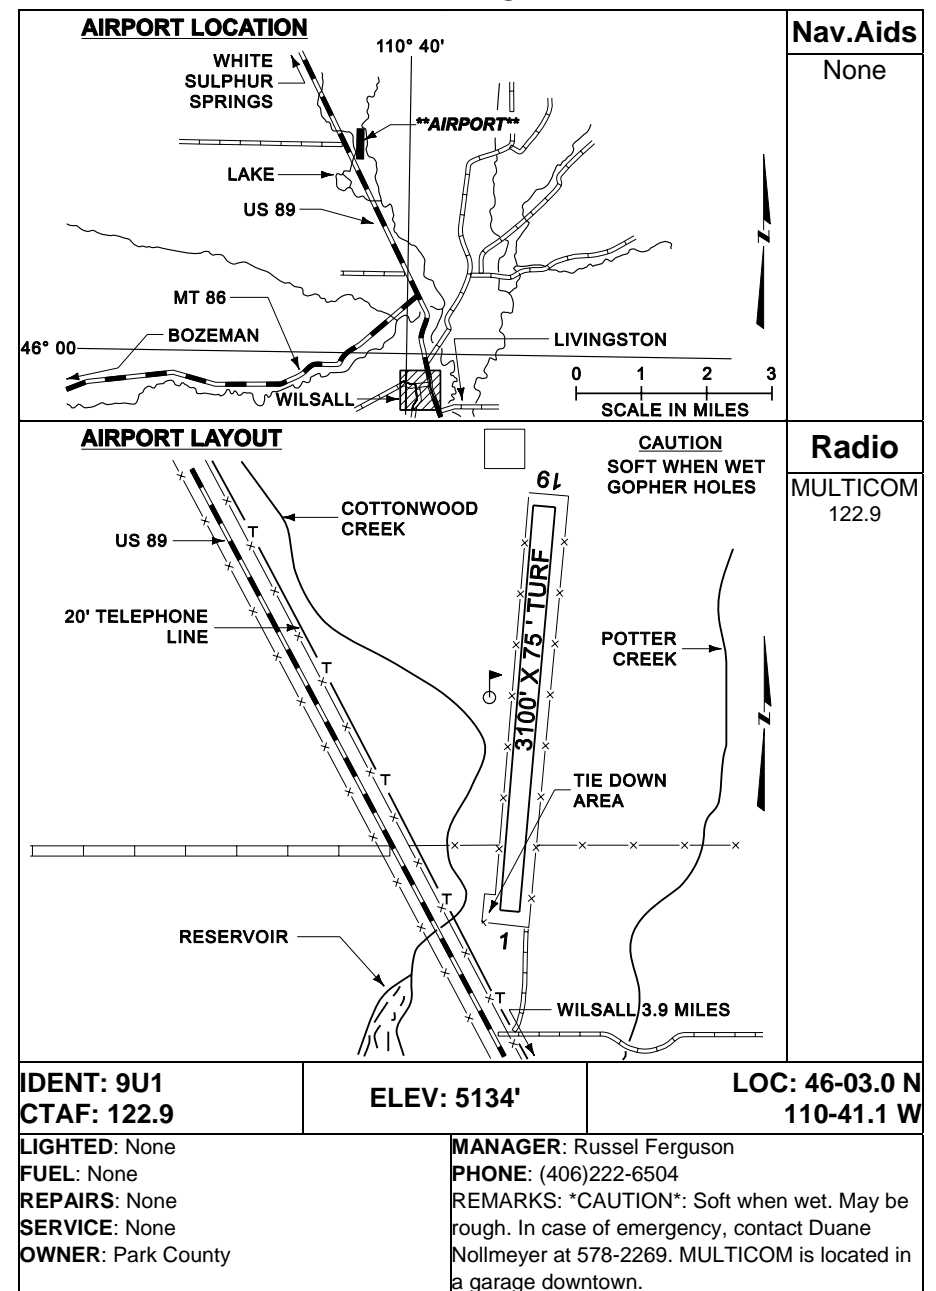 AIRPORT LOCATION
Nav.Aids
None
110° 40'
WHITE
SULPHUR
SPRINGS
**AIRPORT**
LAKE
US 89
N
MT 86
BOZEMAN
46° 00
LIVINGSTON
WILSALL
0 1 2 3
SCALE IN MILES
AIRPORT LAYOUT
CAUTION
SOFT WHEN WET
GOPHER HOLES
Radio
MULTICOM
122.9
19
COTTONWOOD
CREEK
US 89
T
20' TELEPHONE
LINE
T
3100' X 75 ' TURF
POTTER
CREEK
N
T
TIE DOWN
AREA
T
1
RESERVOIR
T
WILSALL 3.9 MILES
IDENT: 9U1
CTAF: 122.9
ELEV: 5134'
LOC: 46-03.0 N
110-41.1 W
LIGHTED: None
FUEL: None
REPAIRS: None
SERVICE: None
OWNER: Park County
MANAGER: Russel Ferguson
PHONE: (406)222-6504
REMARKS: *CAUTION*: Soft when wet. May be
rough. In case of emergency, contact Duane
Nollmeyer at 578-2269. MULTICOM is located in
a garage downtown.